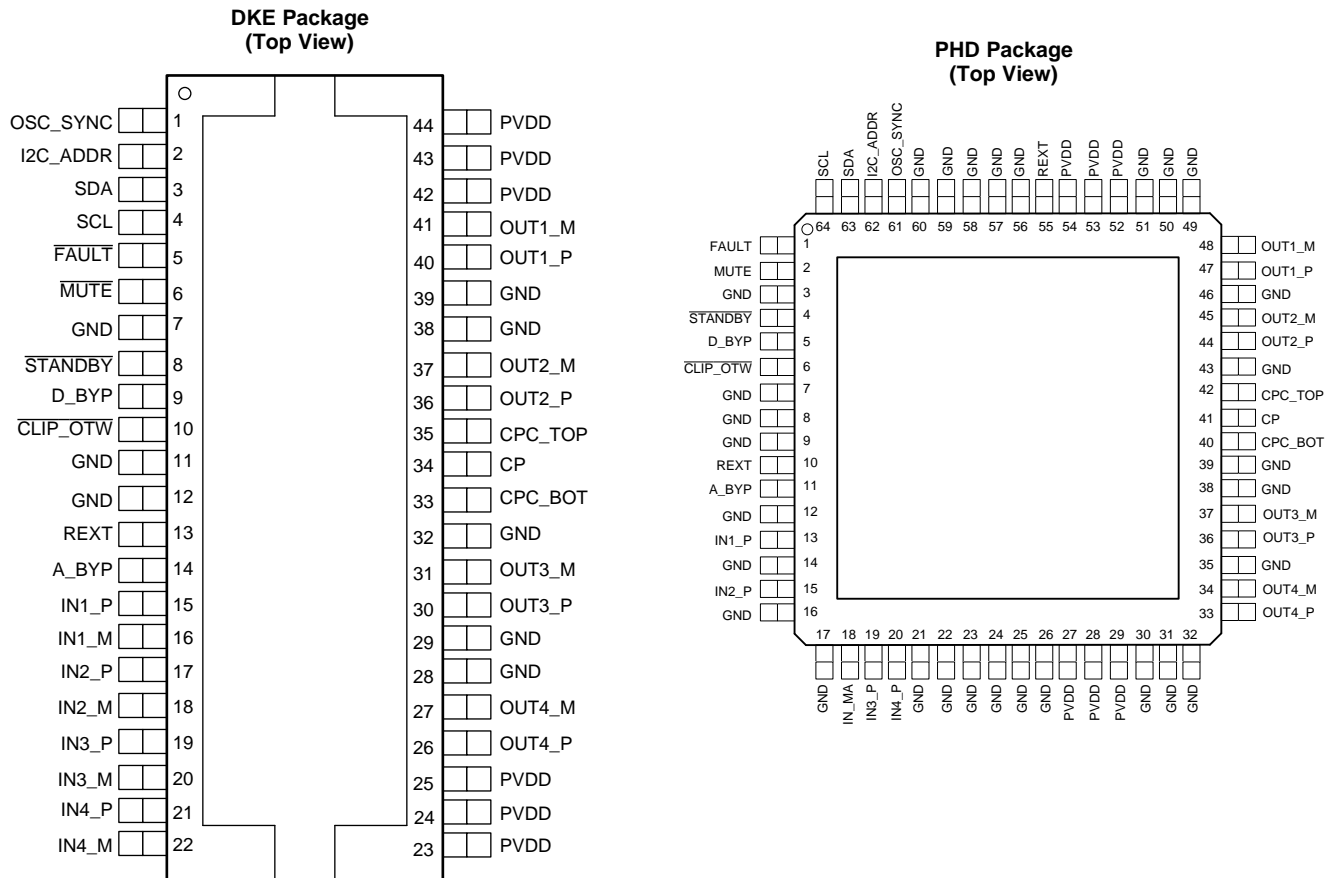 DKE Package
(Top View)
OSC_SYNC 1
I2C_ADDR 2
SDA 3
SCL 4
FAULT 5
MUTE 6
GND 7
STANDBY 8
D_BYP 9
CLIP_OTW 10
GND 11
GND 12
REXT 13
A_BYP 14
IN1_P 15
IN1_M 16
IN2_P 17
IN2_M 18
IN3_P 19
IN3_M 20
IN4_P 21
IN4_M 22
44 PVDD
43 PVDD
42 PVDD
41 OUT1_M
40 OUT1_P
39 GND
38 GND
37 OUT2_M
36 OUT2_P
35 CPC_TOP
34 CP
33 CPC_BOT
32 GND
31 OUT3_M
30 OUT3_P
29 GND
28 GND
27 OUT4_M
26 OUT4_P
25 PVDD
24 PVDD
23 PVDD
PHD Package
(Top View)
SCL SDA I2C_ADDR OSC_SYNC GND GND GND GND GND REXT PVDD PVDD PVDD GND GND GND
64 63 62 61 60 59 58 57 56 55 54 53 52 51 50 49
FAULT 1
MUTE 2
GND 3
STANDBY 4
D_BYP 5
CLIP_OTW 6
GND 7
GND 8
GND 9
REXT 10
A_BYP 11
GND 12
IN1_P 13
GND 14
IN2_P 15
GND 16
48 OUT1_M
47 OUT1_P
46 GND
45 OUT2_M
44 OUT2_P
43 GND
42 CPC_TOP
41 CP
40 CPC_BOT
39 GND
38 GND
37 OUT3_M
36 OUT3_P
35 GND
34 OUT4_M
33 OUT4_P
17 18 19 20 21 22 23 24 25 26 27 28 29 30 31 32
GND IN_MA IN3_P IN4_P GND GND GND GND GND GND PVDD PVDD PVDD GND GND GND